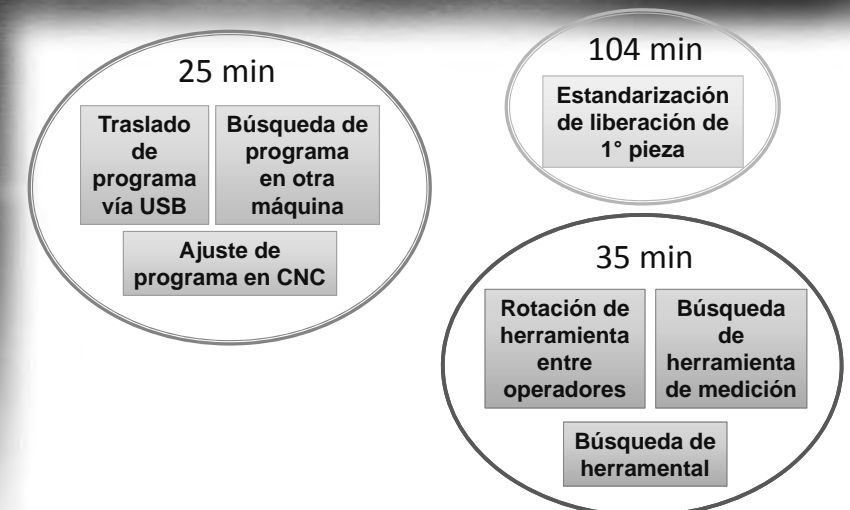 25 min
Traslado
de
programa
vía USB
Búsqueda de
programa
en otra
máquina
Ajuste de
programa en CNC
104 min
Estandarización
de liberación de
1° pieza
35 min
Rotación de
herramienta
entre
operadores
Búsqueda
de
herramienta
de medición
Búsqueda de
herramental